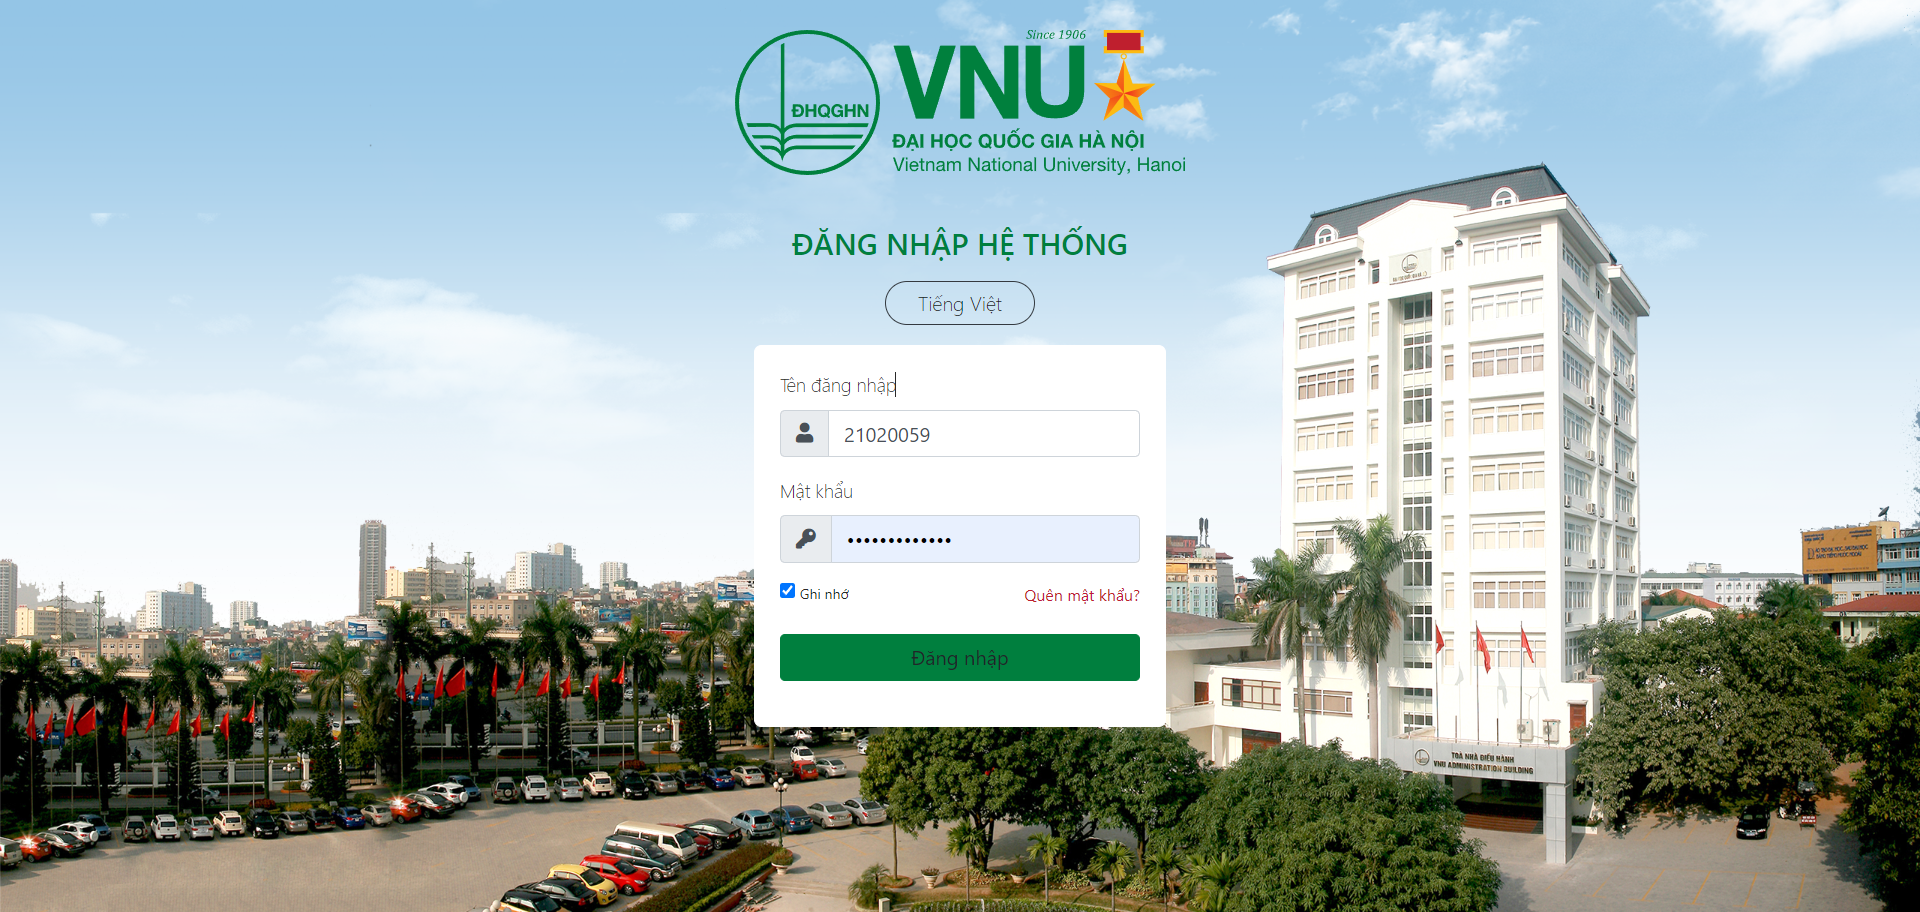 Since 1906
ĐHQGHN
VNU
ĐẠI HỌC QUỐC GIA HÀ NỘI
Vietnam National University, Hanoi
ĐĂNG NHẬP HỆ THỐNG
Tiếng Việt
Tên đăng nhập
21020059
Mật khẩu
•••••••••••••
Ghi nhớ
Quên mật khẩu?
Đăng nhập
TOÀ NHÀ ĐIỀU HÀNH
VNU ADMINISTRATION BUILDING